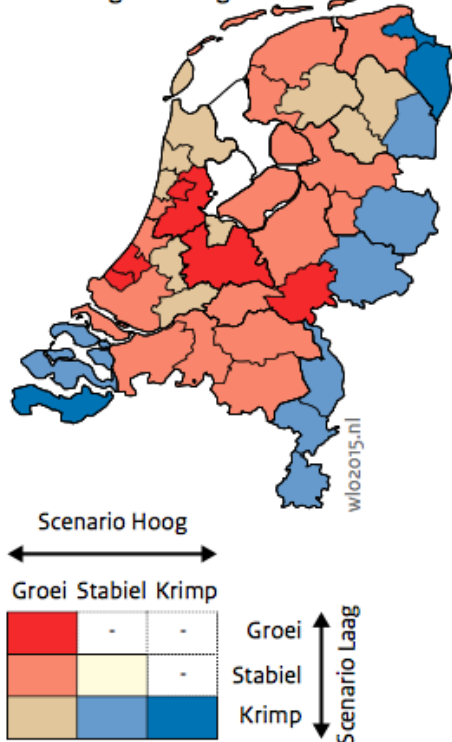 wlo2015.nl
Scenario Hoog
Groei Stabiel Krimp
- - Groei
- Stabiel
Krimp
Scenario Laag